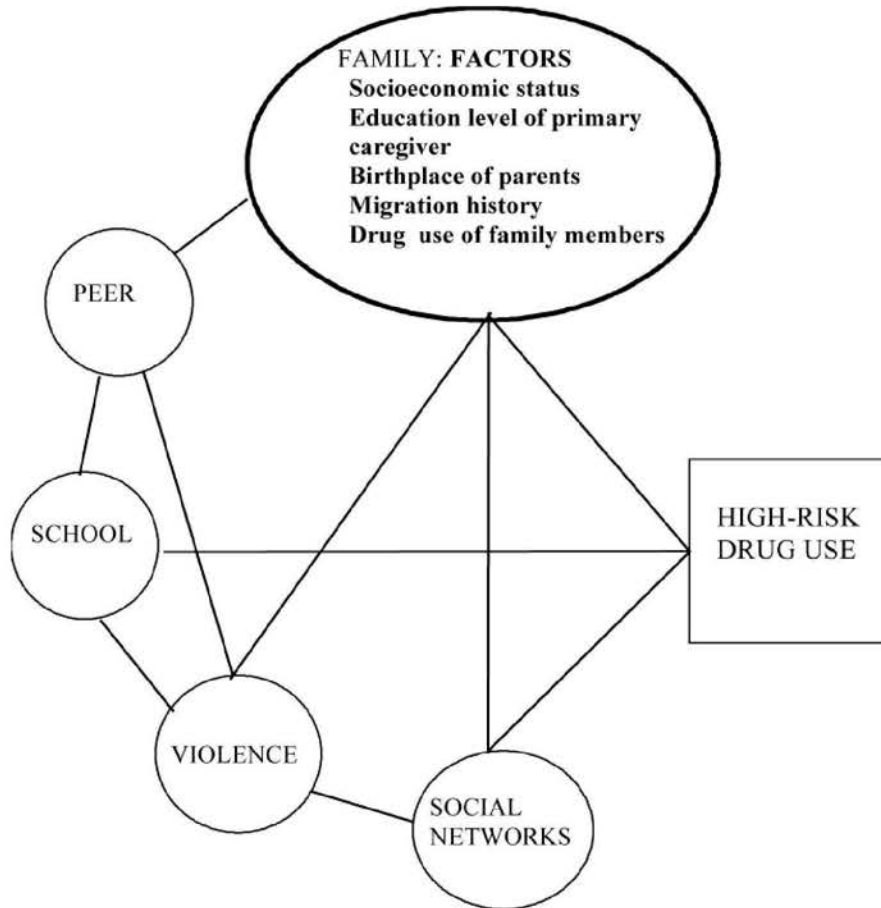 FAMILY: FACTORS
Socioeconomic status
Education level of primary
caregiver
Birthplace of parents
Migration history
Drug use of family members
PEER
SCHOOL
HIGH-RISK
DRUG USE
VIOLENCE
SOCIAL
NETWORKS